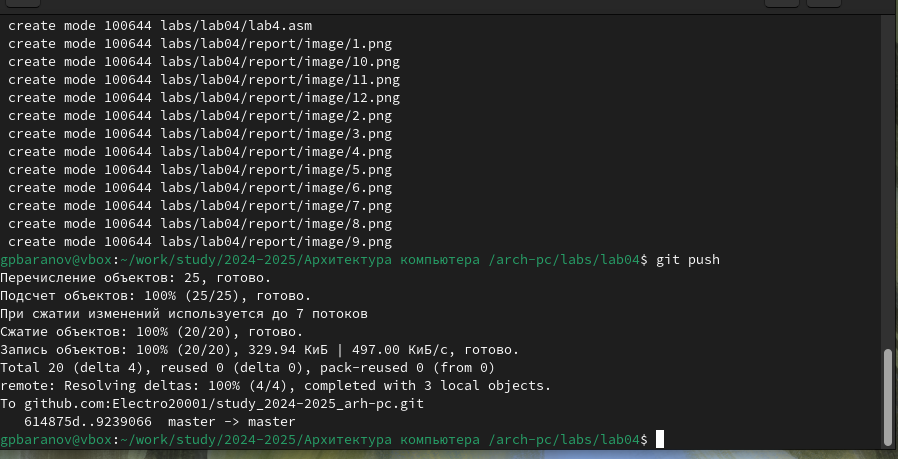 create mode 100644 labs/lab04/lab4.asm
create mode 100644 labs/lab04/report/image/1.png
create mode 100644 labs/lab04/report/image/10.png
create mode 100644 labs/lab04/report/image/11.png
create mode 100644 labs/lab04/report/image/12.png
create mode 100644 labs/lab04/report/image/2.png
create mode 100644 labs/lab04/report/image/3.png
create mode 100644 labs/lab04/report/image/4.png
create mode 100644 labs/lab04/report/image/5.png
create mode 100644 labs/lab04/report/image/6.png
create mode 100644 labs/lab04/report/image/7.png
create mode 100644 labs/lab04/report/image/8.png
create mode 100644 labs/lab04/report/image/9.png
gpbaranov@vbox:~/work/study/2024-2025/Архитектура компьютера /arch-pc/labs/lab04$ git push
Перечисление объектов: 25, готово.
Подсчет объектов: 100% (25/25), готово.
При сжатии изменений используется до 7 потоков
Сжатие объектов: 100% (20/20), готово.
Запись объектов: 100% (20/20), 329.94 КиБ | 497.00 КиБ/с, готово.
Total 20 (delta 4), reused 0 (delta 0), pack-reused 0 (from 0)
remote: Resolving deltas: 100% (4/4), completed with 3 local objects.
To github.com:Electro20001/study_2024-2025_arh-pc.git
614875d..9239066  master -> master
gpbaranov@vbox:~/work/study/2024-2025/Архитектура компьютера /arch-pc/labs/lab04$